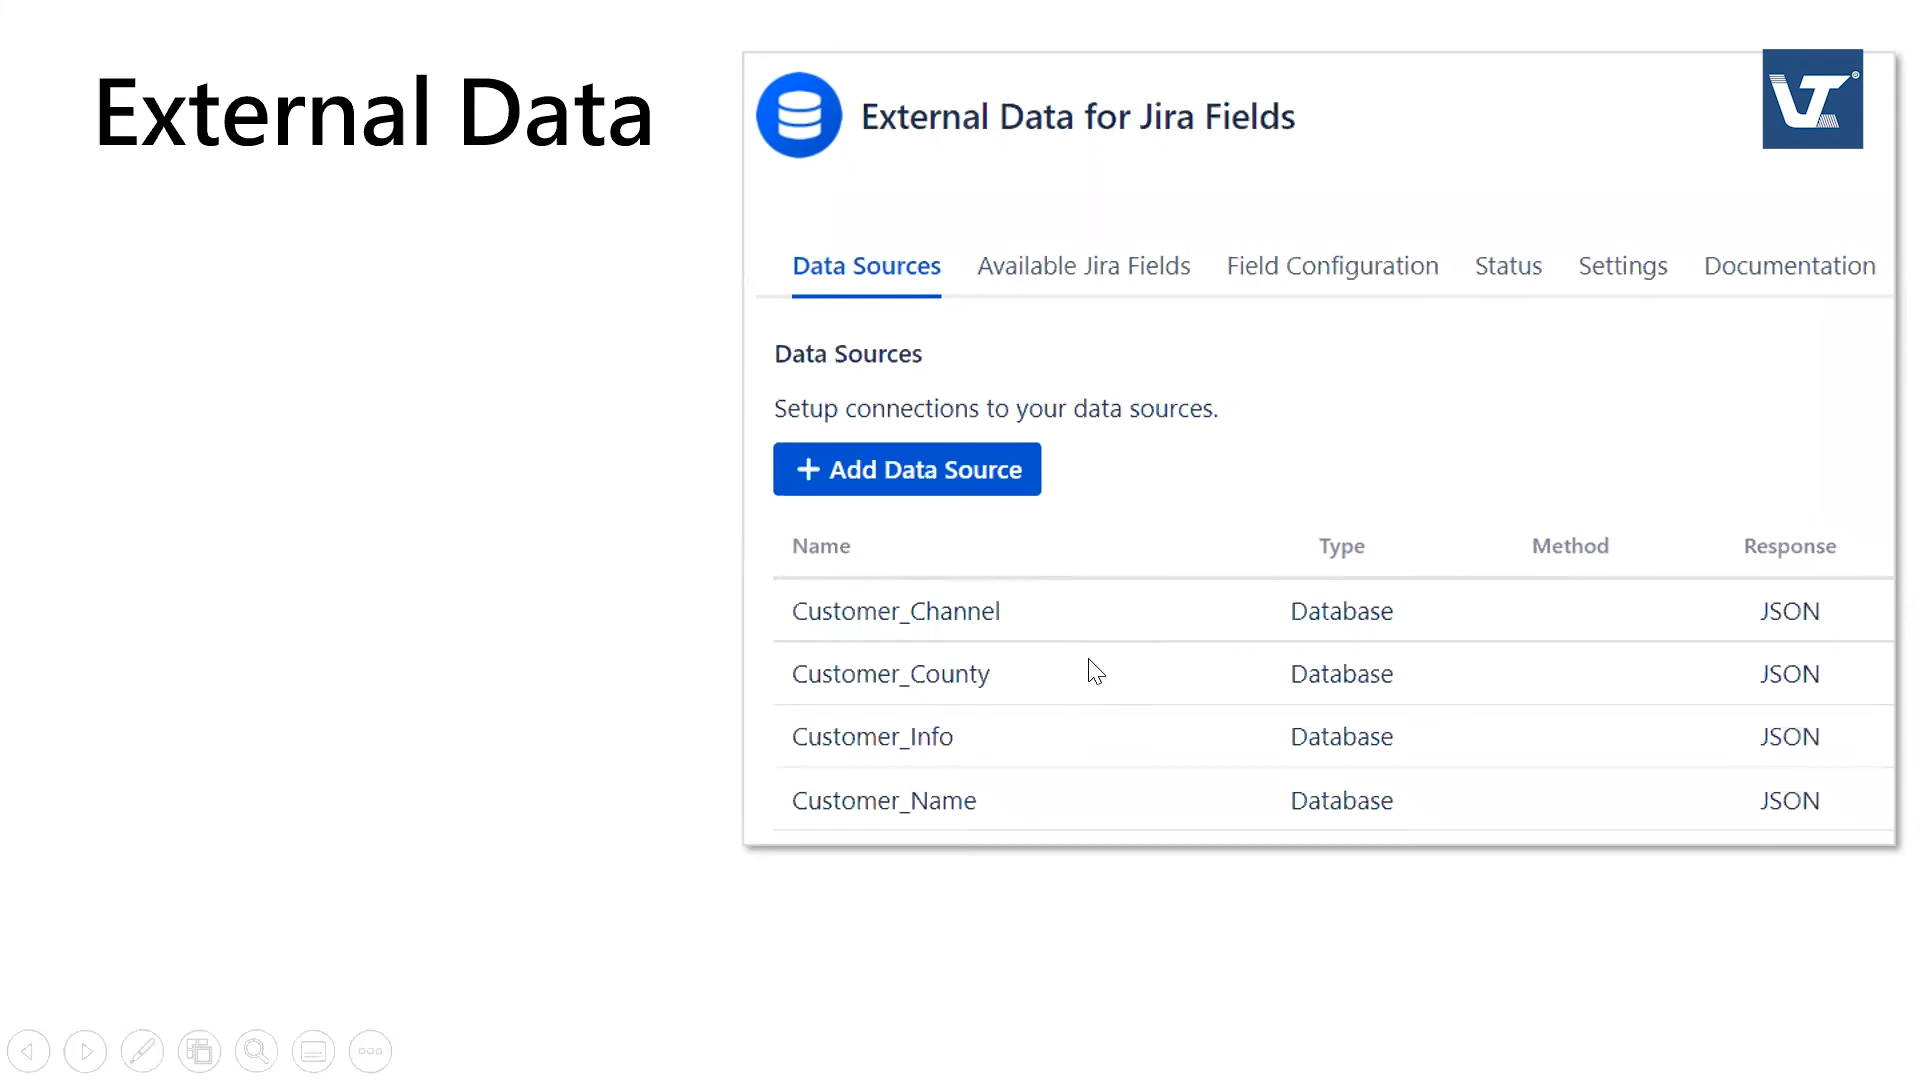 External Data
External Data for Jira Fields
VT®
Data Sources Available Jira Fields Field Configuration Status Settings Documentation
Data Sources
Setup connections to your data sources.
+ Add Data Source
Name Type Method Response
Customer_Channel Database JSON
Customer_County Database JSON
Customer_Info Database JSON
Customer_Name Database JSON